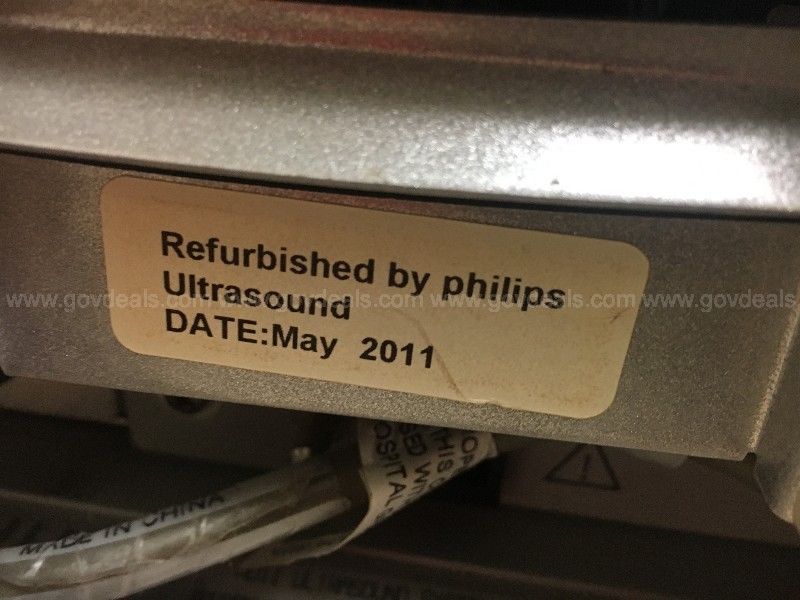 Refurbished by philips
Ultrasound
DATE:May 2011
www.govdeals.com www.govdeals.com www.govdeals.com www.govdeals
MADE IN CHINA
THIS